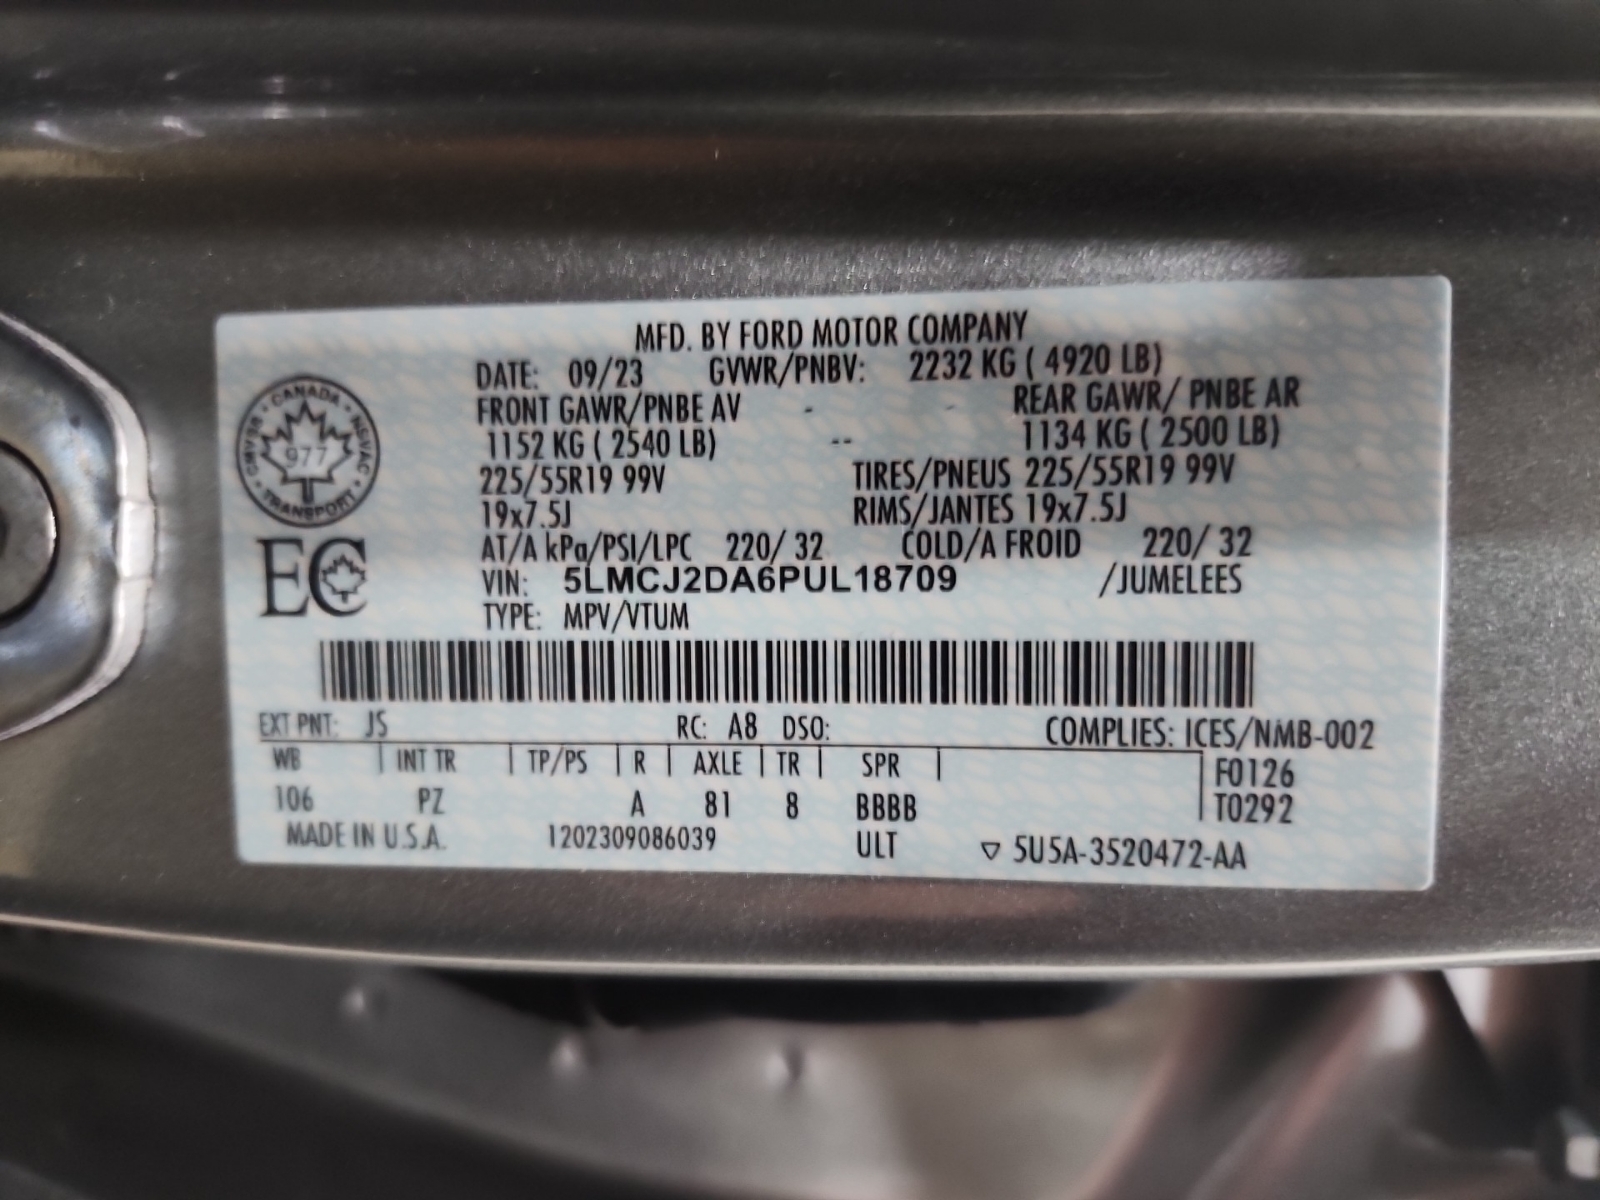 MFD. BY FORD MOTOR COMPANY
DATE: 09/23 GVWR/PNBV: 2232 KG ( 4920 LB)
FRONT GAWR/PNBE AV - - REAR GAWR/ PNBE AR
1152 KG ( 2540 LB) -- 1134 KG ( 2500 LB)
225/55R19 99V TIRES/PNEUS 225/55R19 99V
19x7.5J RIMS/JANTES 19x7.5J
AT/A kPa/PSI/LPC 220/ 32 COLD/A FROID 220/ 32
VIN: 5LMCJ2DA6PUL18709 /JUMELEES
TYPE: MPV/VTUM
CANADA · NSVAC · TRANSPORT · CMVSS ·
977
EC
EXT PNT: JS RC: A8 DSO: COMPLIES: ICES/NMB-002
WB | INT TR | TP/PS | R | AXLE | TR | SPR | F0126
106 PZ A 81 8 BBBB T0292
MADE IN U.S.A. 1202309086039 ULT ▽ 5U5A-3520472-AA